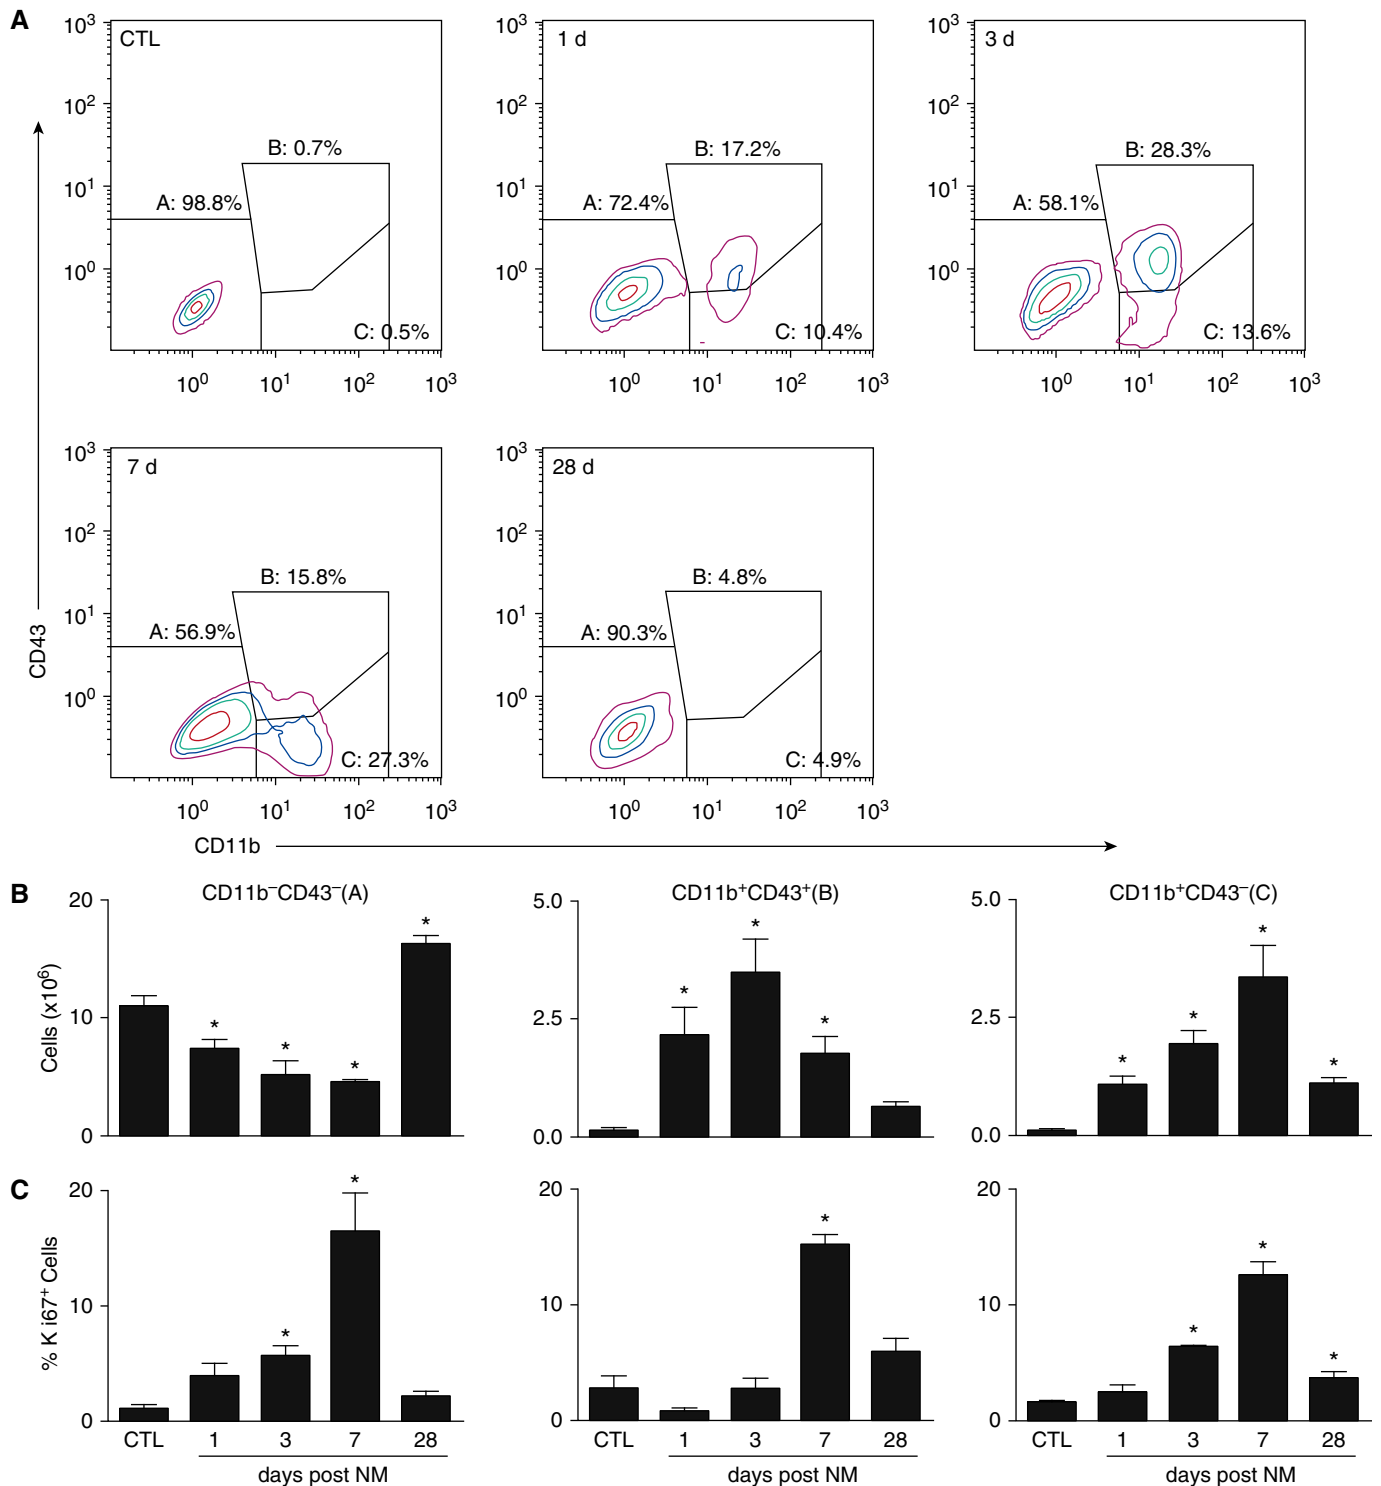 A
CTL
10³
10²
10¹
10⁰
B: 0.7%
A: 98.8%
C: 0.5%
10⁰ 10¹ 10² 10³
1 d
10³
10²
10¹
10⁰
B: 17.2%
A: 72.4%
C: 10.4%
10⁰ 10¹ 10² 10³
3 d
10³
10²
10¹
10⁰
B: 28.3%
A: 58.1%
C: 13.6%
10⁰ 10¹ 10² 10³
7 d
10³
10²
10¹
10⁰
B: 15.8%
A: 56.9%
C: 27.3%
10⁰ 10¹ 10² 10³
28 d
10³
10²
10¹
10⁰
B: 4.8%
A: 90.3%
C: 4.9%
10⁰ 10¹ 10² 10³
CD43
CD11b
B
CD11b⁻CD43⁻(A)
Cells (x10⁶)
20
10
0
* * * *
CD11b⁺CD43⁺(B)
5.0
2.5
0.0
* * *
CD11b⁺CD43⁻(C)
5.0
2.5
0.0
* * * *
C
% K i67⁺ Cells
20
10
0
* *
CTL 1 3 7 28
days post NM
20
10
0
*
CTL 1 3 7 28
days post NM
20
10
0
* * *
CTL 1 3 7 28
days post NM